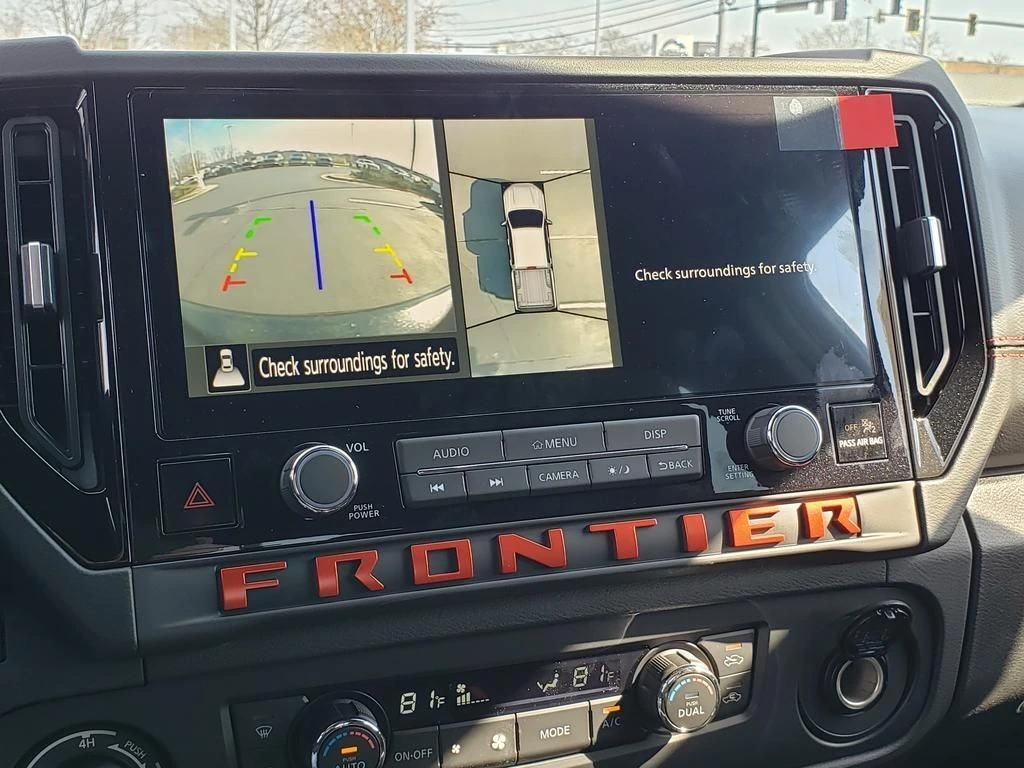 Check surroundings for safety.
Check surroundings for safety.
VOL
PUSH
POWER
AUDIO
MENU
DISP
CAMERA
BACK
TUNE
SCROLL
ENTER
SETTING
OFF
PASS AIR BAG
FRONTIER
81°F
81°F
4H
PUSH
PUSH
AUTO
ON·OFF
MODE
A/C
PUSH
DUAL